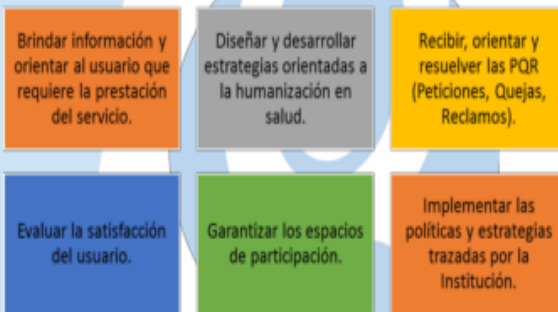 Brindar información y
orientar al usuario que
requiere la prestación
del servicio.
Diseñar y desarrollar
estrategias orientadas a
la humanización en
salud.
Recibir, orientar y
resuelver las PQR
(Peticiones, Quejas,
Reclamos).
Evaluar la satisfacción
del usuario.
Garantizar los espacios
de participación.
Implementar las
políticas y estrategias
trazadas por la
Institución.